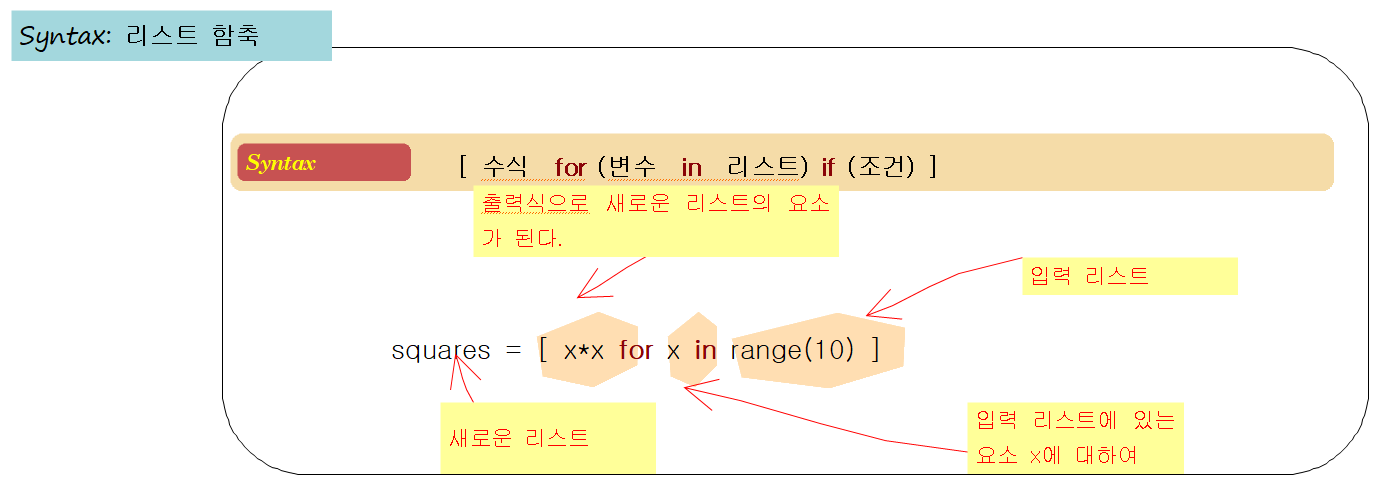 Syntax: 리스트 함축
Syntax
[ 수식 for (변수 in 리스트) if (조건) ]
출력식으로 새로운 리스트의 요소
가 된다.
입력 리스트
squares = [ x*x for x in range(10) ]
새로운 리스트
입력 리스트에 있는
요소 x에 대하여